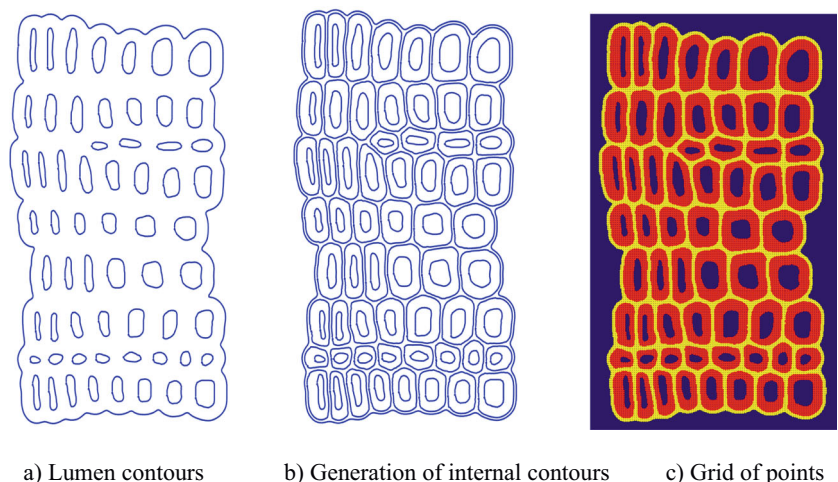 a) Lumen contours b) Generation of internal contours c) Grid of points